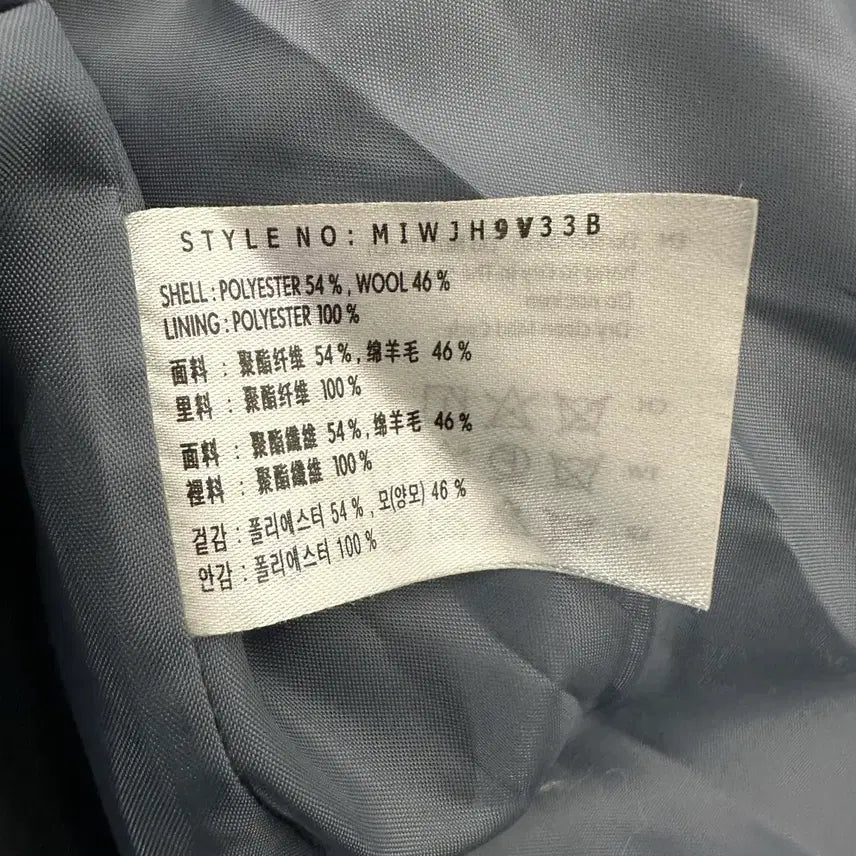 STYLE NO: MIWJH9V33B
SHELL : POLYESTER 54 % , WOOL 46 %
LINING : POLYESTER 100 %
面料 : 聚酯纤维 54 % , 绵羊毛 46 %
里料 : 聚酯纤维 100 %
面料 : 聚酯纖維 54 % , 绵羊毛 46 %
裡料 : 聚酯纖維 100 %
겉감 : 폴리에스터 54 % , 모(양모) 46 %
안감 : 폴리에스터 100 %